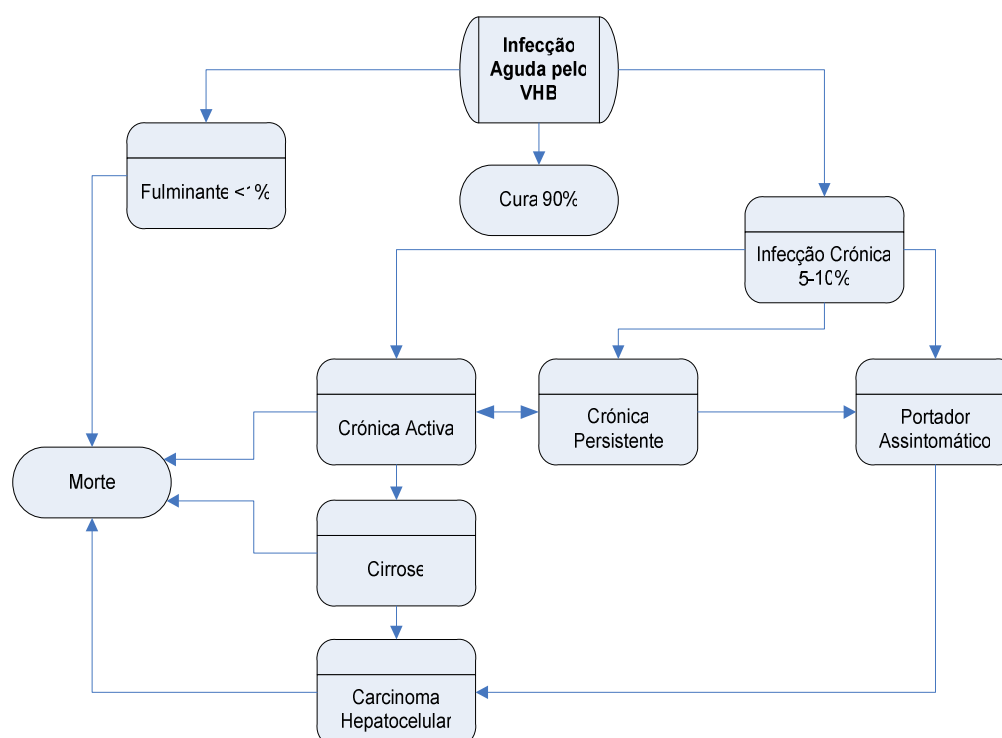 Infecção
Aguda pelo
VHB
Fulminante <1%
Cura 90%
Infecção Crónica
5-10%
Crónica Activa
Crónica
Persistente
Portador
Assintomático
Morte
Cirrose
Carcinoma
Hepatocelular